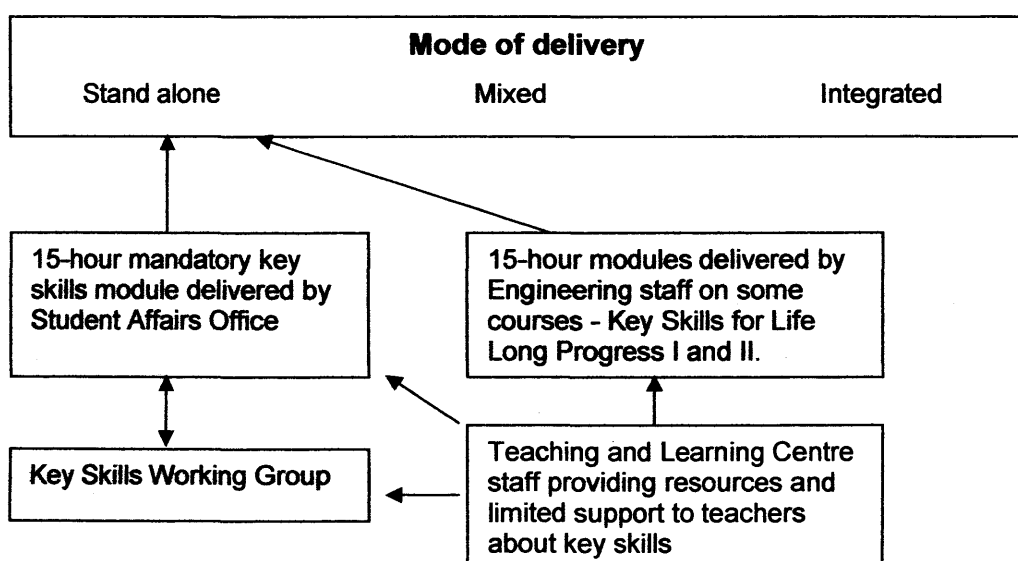 Mode of delivery
Stand alone Mixed Integrated
15-hour mandatory key
skills module delivered by
Student Affairs Office
15-hour modules delivered by
Engineering staff on some
courses - Key Skills for Life
Long Progress I and II.
Key Skills Working Group
Teaching and Learning Centre
staff providing resources and
limited support to teachers
about key skills